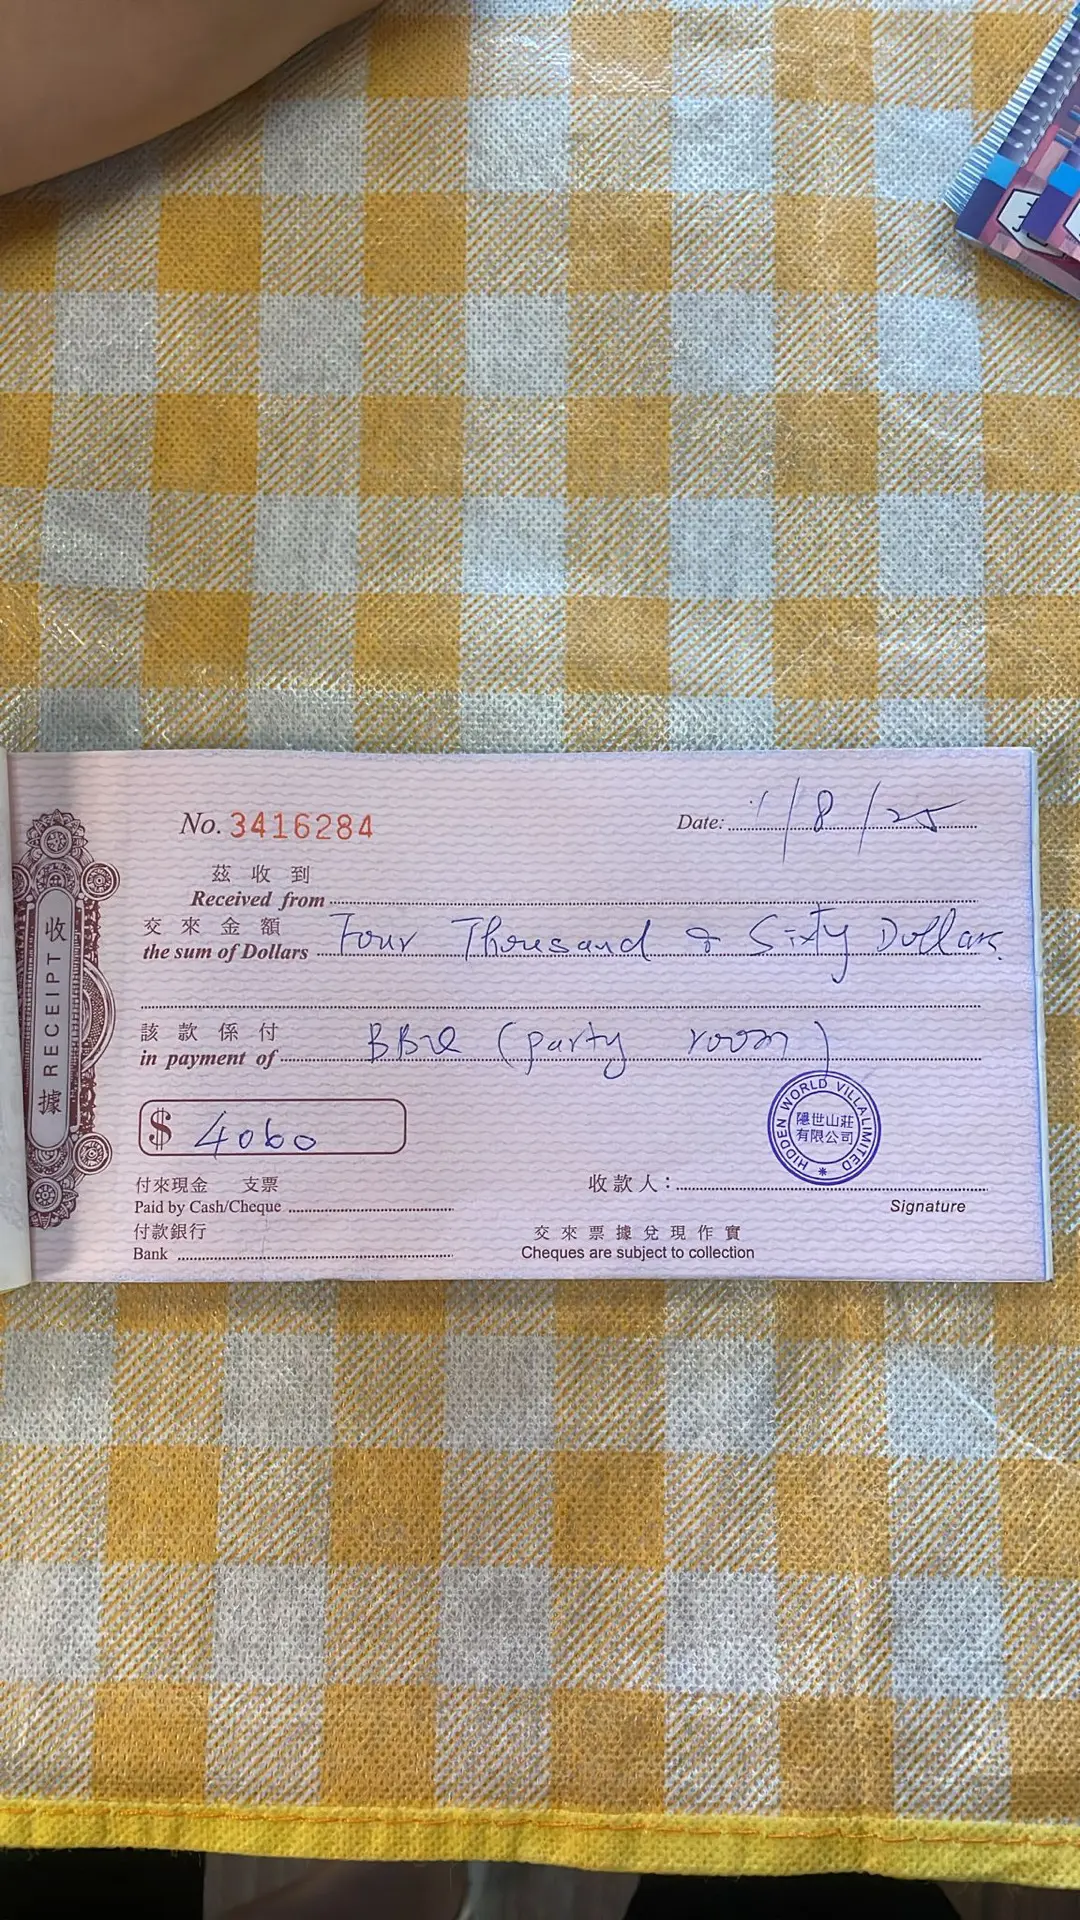 No. 3416284
Date: 1/8/25
茲收到
Received from
交來金額
the sum of Dollars Four Thousand & Sixty Dollars.
該款係付
in payment of BBQ (party room)
$ 4060
HIDDEN WORLD VILLA LIMITED
隱世山莊
有限公司
付來現金 支票
Paid by Cash/Cheque
收款人:
Signature
付款銀行
Bank
交來票據兌現作實
Cheques are subject to collection
收 RECEIPT 據